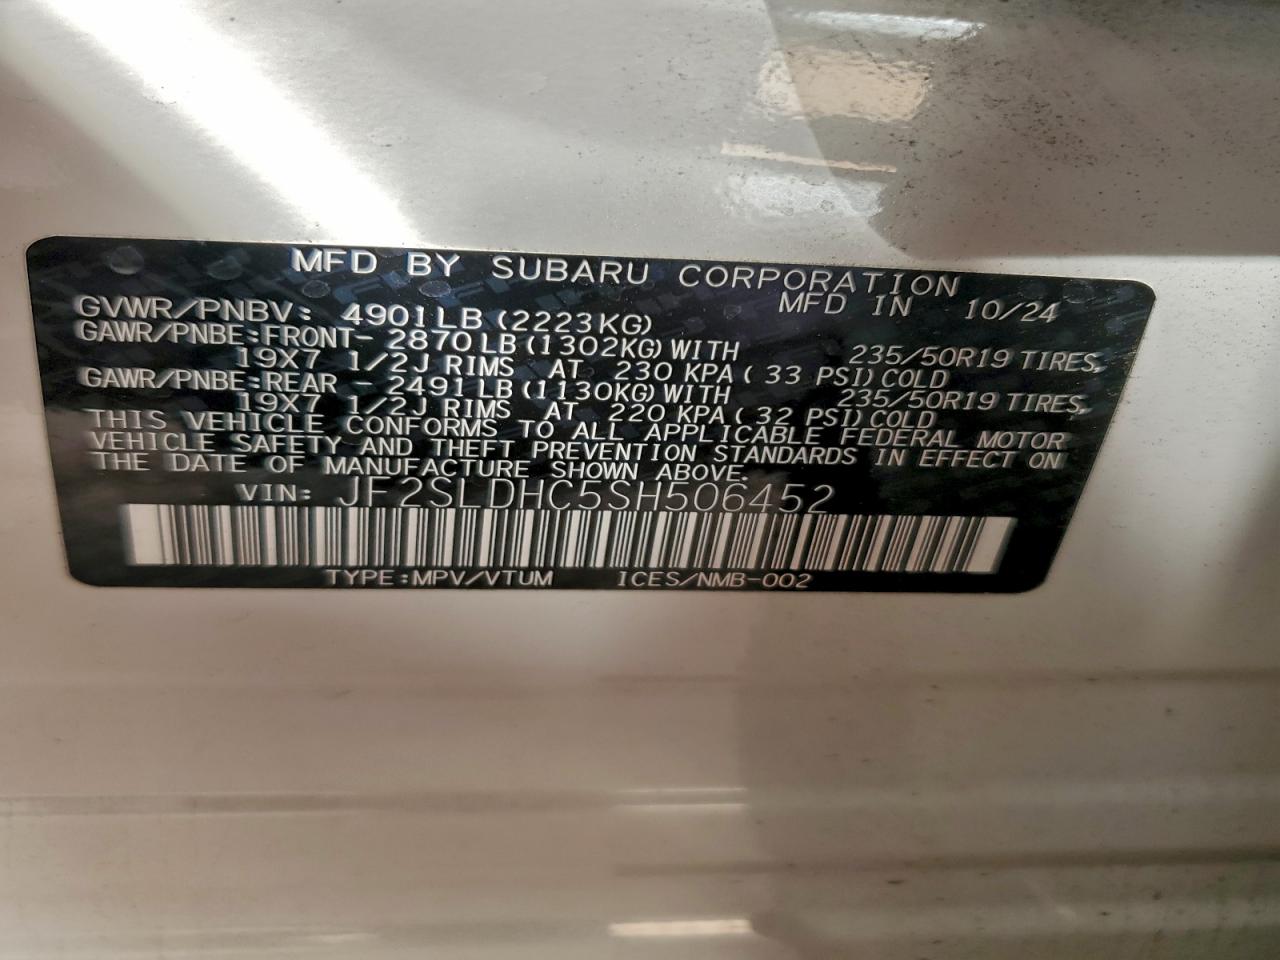 MFD BY SUBARU CORPORATION
MFD IN 10/24
GVWR/PNBV: 4901LB(2223KG)
GAWR/PNBE:FRONT-2870LB(1302KG)WITH 235/50R19 TIRES,
19X7 1/2J RIMS AT 230 KPA( 33 PSI)COLD
GAWR/PNBE:REAR -2491LB(1130KG)WITH 235/50R19 TIRES,
19X7 1/2J RIMS AT 220 KPA( 32 PSI)COLD
THIS VEHICLE CONFORMS TO ALL APPLICABLE FEDERAL MOTOR
VEHICLE SAFETY AND THEFT PREVENTION STANDARDS IN EFFECT ON
THE DATE OF MANUFACTURE SHOWN ABOVE.
VIN: JF2SLDHC5SH506452
TYPE:MPV/VTUM ICES/NMB-002